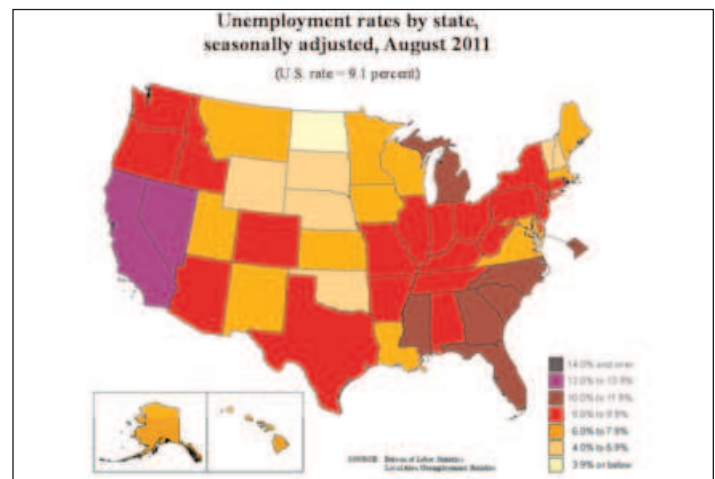 Unemployment rates by state,
seasonally adjusted, August 2011
(U.S. rate = 9.1 percent)
14.0% and over
12.0% to 13.9%
10.0% to 11.9%
8.0% to 9.9%
6.0% to 7.9%
4.0% to 5.9%
3.9% or below
SOURCE: Bureau of Labor Statistics
Local Area Unemployment Statistics